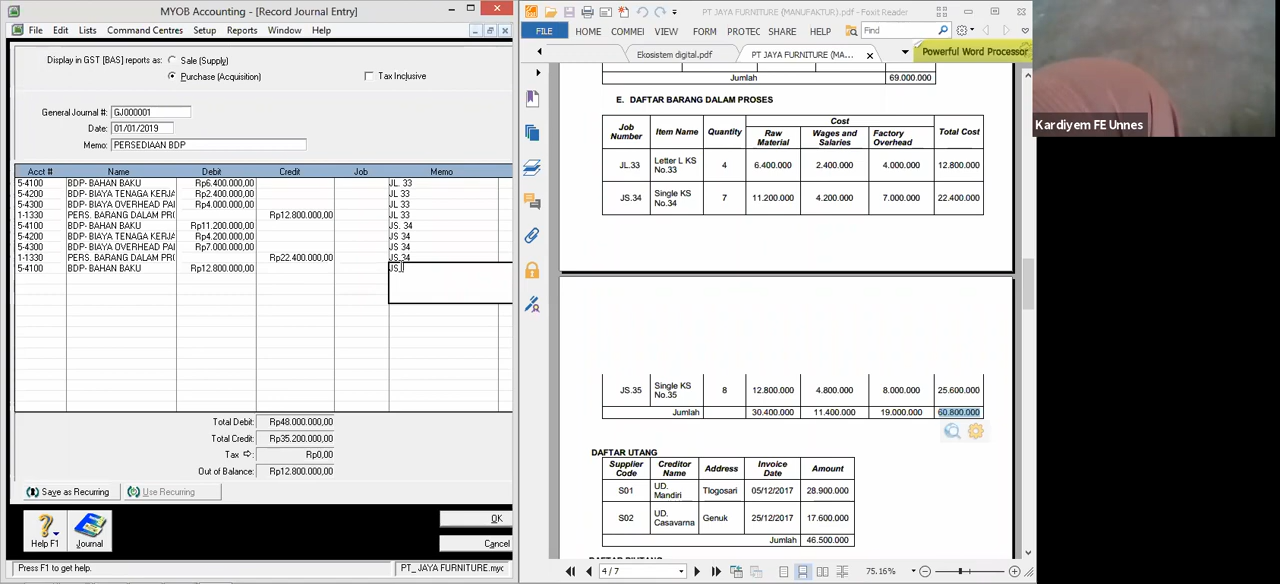 MYOB Accounting - [Record Journal Entry]
File Edit Lists Command Centres Setup Reports Window Help
Display in GST [BAS] reports as: Sale (Supply)
Purchase (Acquisition)
Tax Inclusive
General Journal #: GJ000001
Date: 01/01/2019
Memo: PERSEDIAAN BDP
Acct # Name Debit Credit Job Memo
5-4100 BDP- BAHAN BAKU Rp6.400.000,00 JL. 33
5-4200 BDP- BIAYA TENAGA KERJA Rp2.400.000,00 JL 33
5-4300 BDP- BIAYA OVERHEAD PAI Rp4.000.000,00 JL 33
1-1330 PERS. BARANG DALAM PRO Rp12.800.000,00 JL 33
5-4100 BDP- BAHAN BAKU Rp11.200.000,00 JS. 34
5-4200 BDP- BIAYA TENAGA KERJA Rp4.200.000,00 JS 34
5-4300 BDP- BIAYA OVERHEAD PAI Rp7.000.000,00 JS 34
1-1330 PERS. BARANG DALAM PRO Rp22.400.000,00 JS.34
5-4100 BDP- BAHAN BAKU Rp12.800.000,00 JS.
Total Debit: Rp48.000.000,00
Total Credit: Rp35.200.000,00
Tax: Rp0,00
Out of Balance: Rp12.800.000,00
Save as Recurring Use Recurring
OK
Help F1 Journal
Cancel
Press F1 to get help. PT_ JAYA FURNITURE.myc
PT JAYA FURNITURE (MANUFAKTUR).pdf - Foxit Reader
FILE HOME COMMEI VIEW FORM PROTEC SHARE HELP Find
Ekosistem digital.pdf PT JAYA FURNITURE (MA... Powerful Word Processor
Jumlah 69.000.000
E. DAFTAR BARANG DALAM PROSES
Job Number Item Name Quantity Cost Total Cost
Raw Material Wages and Salaries Factory Overhead
JL.33 Letter L KS No.33 4 6.400.000 2.400.000 4.000.000 12.800.000
JS.34 Single KS No.34 7 11.200.000 4.200.000 7.000.000 22.400.000
JS.35 Single KS No.35 8 12.800.000 4.800.000 8.000.000 25.600.000
Jumlah 30.400.000 11.400.000 19.000.000 60.800.000
DAFTAR UTANG
Supplier Code Creditor Name Address Invoice Date Amount
S01 UD. Mandiri Tlogosari 05/12/2017 28.900.000
S02 UD. Casavarna Genuk 25/12/2017 17.600.000
Jumlah 46.500.000
4 / 7 75.16%
Kardiyem FE Unnes